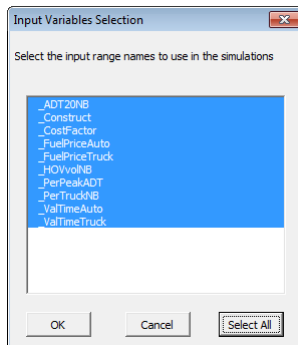 Input Variables Selection
Select the input range names to use in the simulations
_ADT20NB
_Construct
_CostFactor
_FuelPriceAuto
_FuelPriceTruck
_HOVvolNB
_PerPeakADT
_PerTruckNB
_ValTimeAuto
_ValTimeTruck
OK Cancel Select All